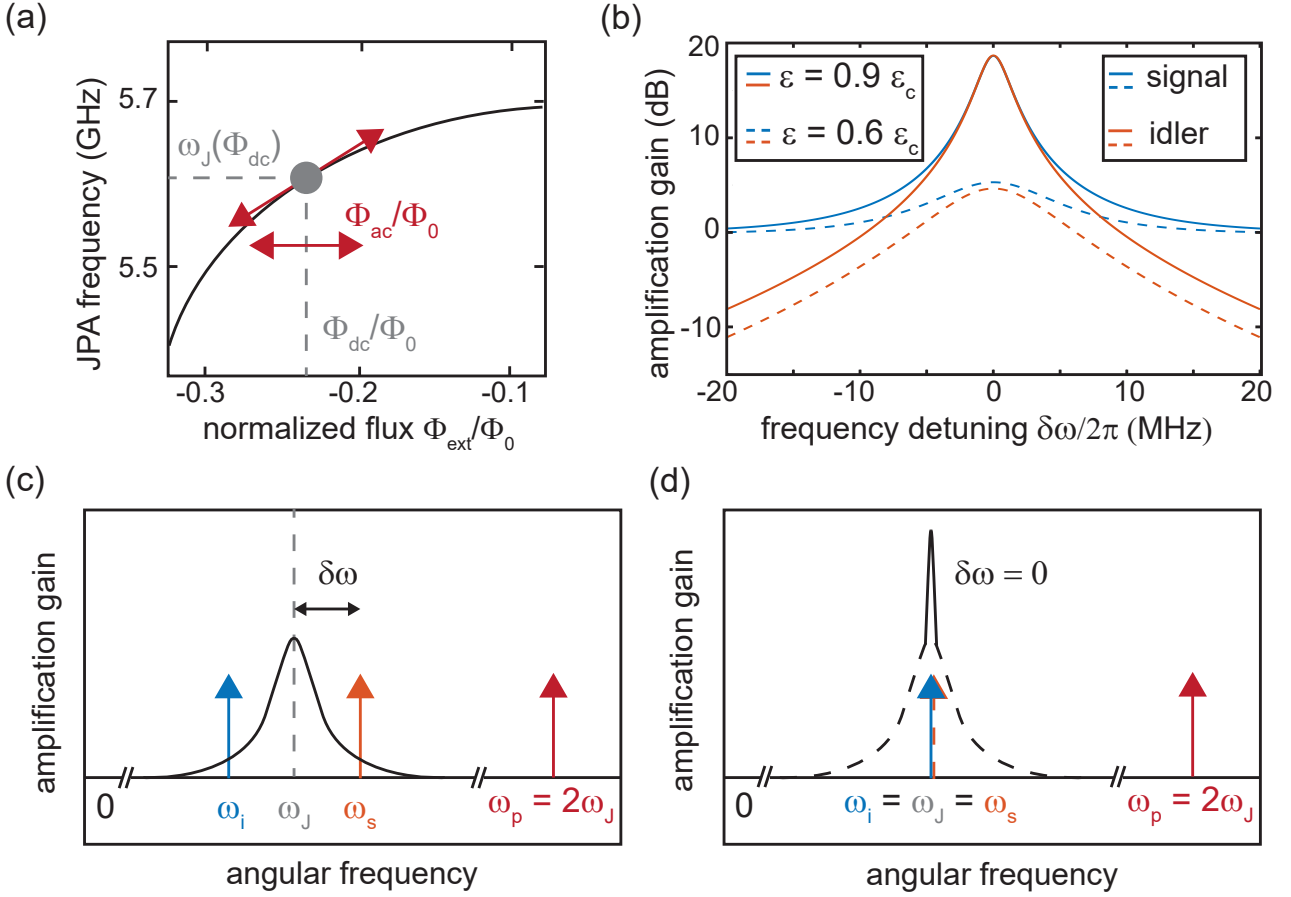 (a)
JPA frequency (GHz)
5.7
5.5
ω_J(Φ_dc)
Φ_ac/Φ_0
Φ_dc/Φ_0
-0.3
-0.2
-0.1
normalized flux Φ_ext/Φ_0
(b)
amplification gain (dB)
20
10
0
-10
ε = 0.9 ε_c
ε = 0.6 ε_c
signal
idler
-20
-10
0
10
20
frequency detuning δω/2π (MHz)
(c)
amplification gain
δω
0
ω_i
ω_J
ω_s
ω_p = 2ω_J
angular frequency
(d)
amplification gain
δω = 0
0
ω_i = ω_J = ω_s
ω_p = 2ω_J
angular frequency